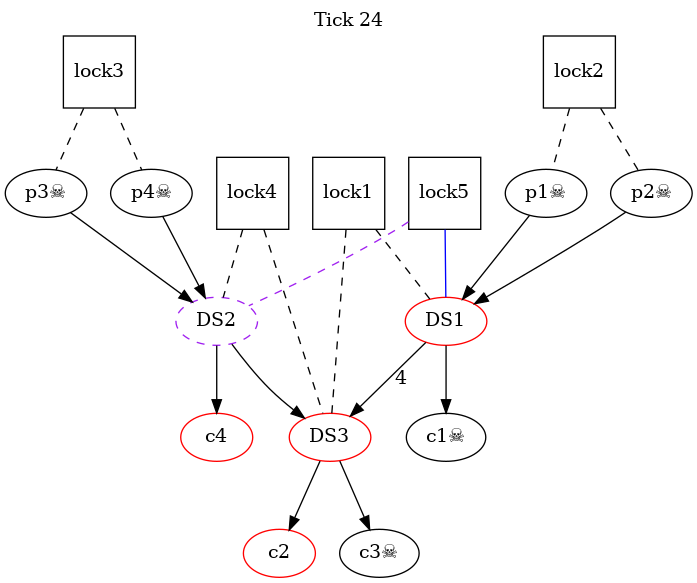 Tick 24
lock3
lock2
p3☠
p4☠
lock4
lock1
lock5
p1☠
p2☠
DS2
DS1
4
c4
DS3
c1☠
c2
c3☠